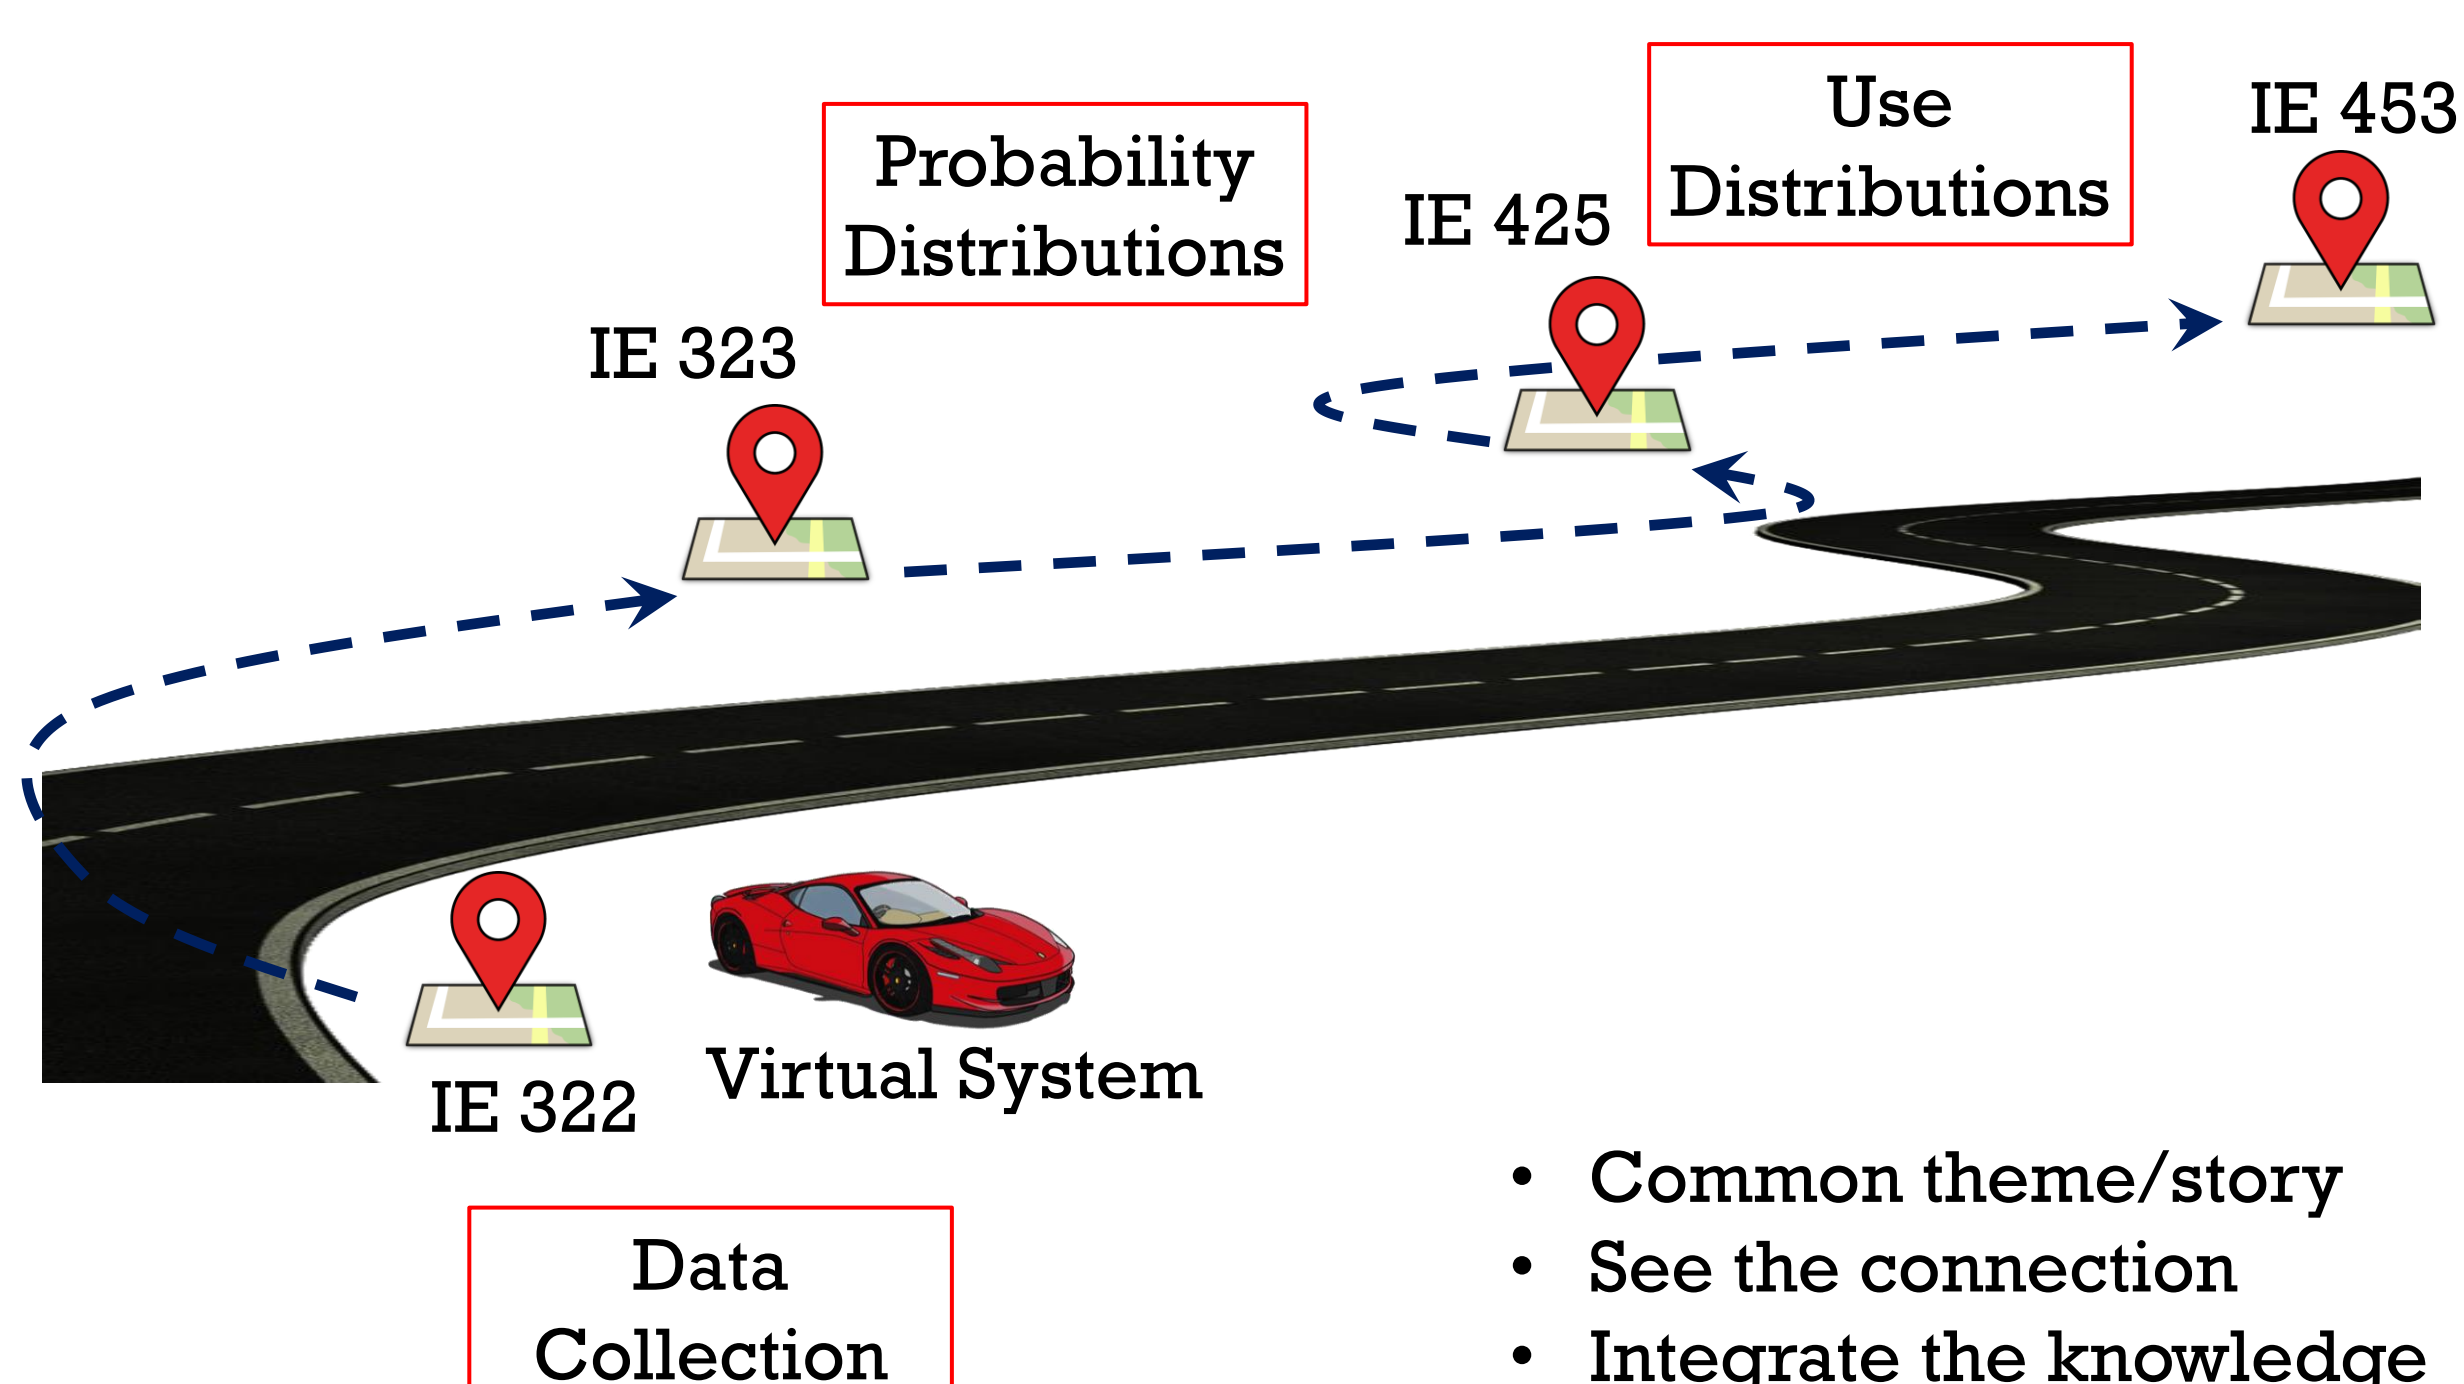 Use
Distributions
IE 453
Probability
Distributions
IE 425
IE 323
Virtual System
IE 322
• Common theme/story
• See the connection
• Integrate the knowledge
Data
Collection